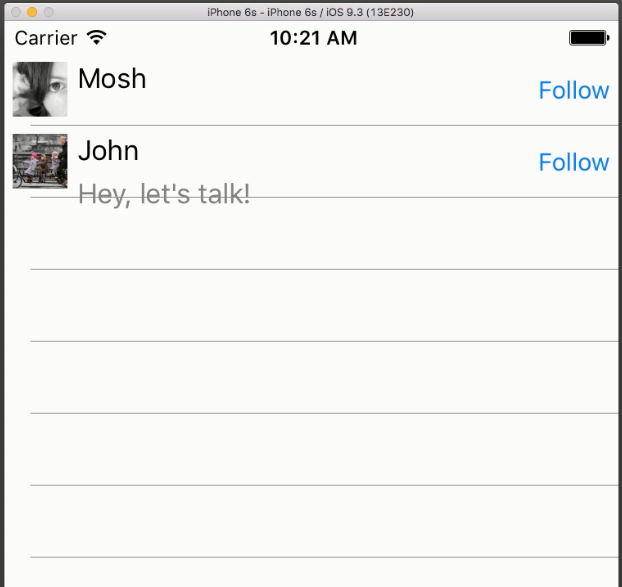 iPhone 6s - iPhone 6s / iOS 9.3 (13E230)
Carrier 10:21 AM
Mosh
Follow
John
Follow
Hey, let's talk!